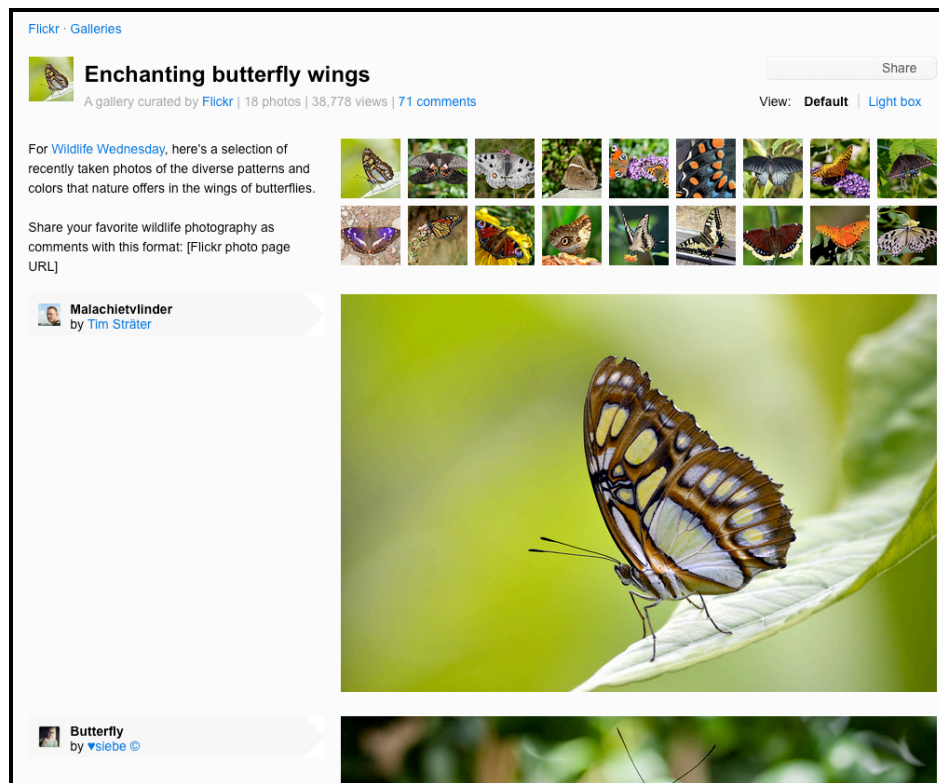 Flickr · Galleries
Enchanting butterfly wings
Share
A gallery curated by Flickr | 18 photos | 38,778 views | 71 comments
View: Default | Light box
For Wildlife Wednesday, here's a selection of
recently taken photos of the diverse patterns and
colors that nature offers in the wings of butterflies.
Share your favorite wildlife photography as
comments with this format: [Flickr photo page
URL]
Malachietvlinder
by Tim Sträter
Butterfly
by ♥siebe ©